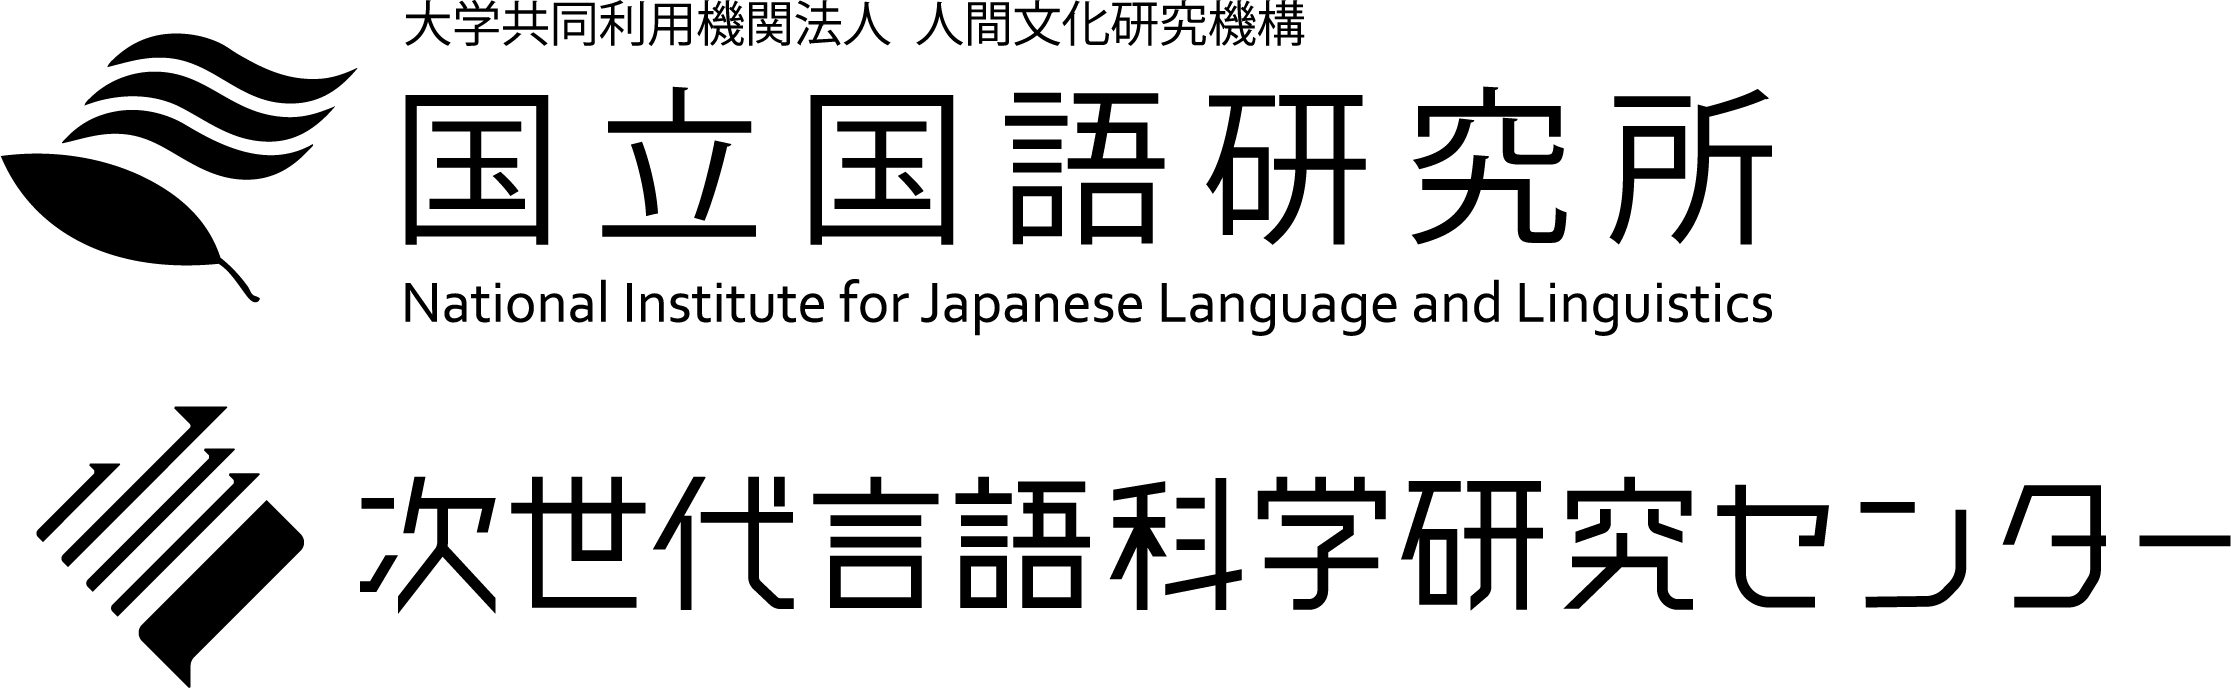 大学共同利用機関法人 人間文化研究機構
国立国語研究所
National Institute for Japanese Language and Linguistics
次世代言語科学研究センター